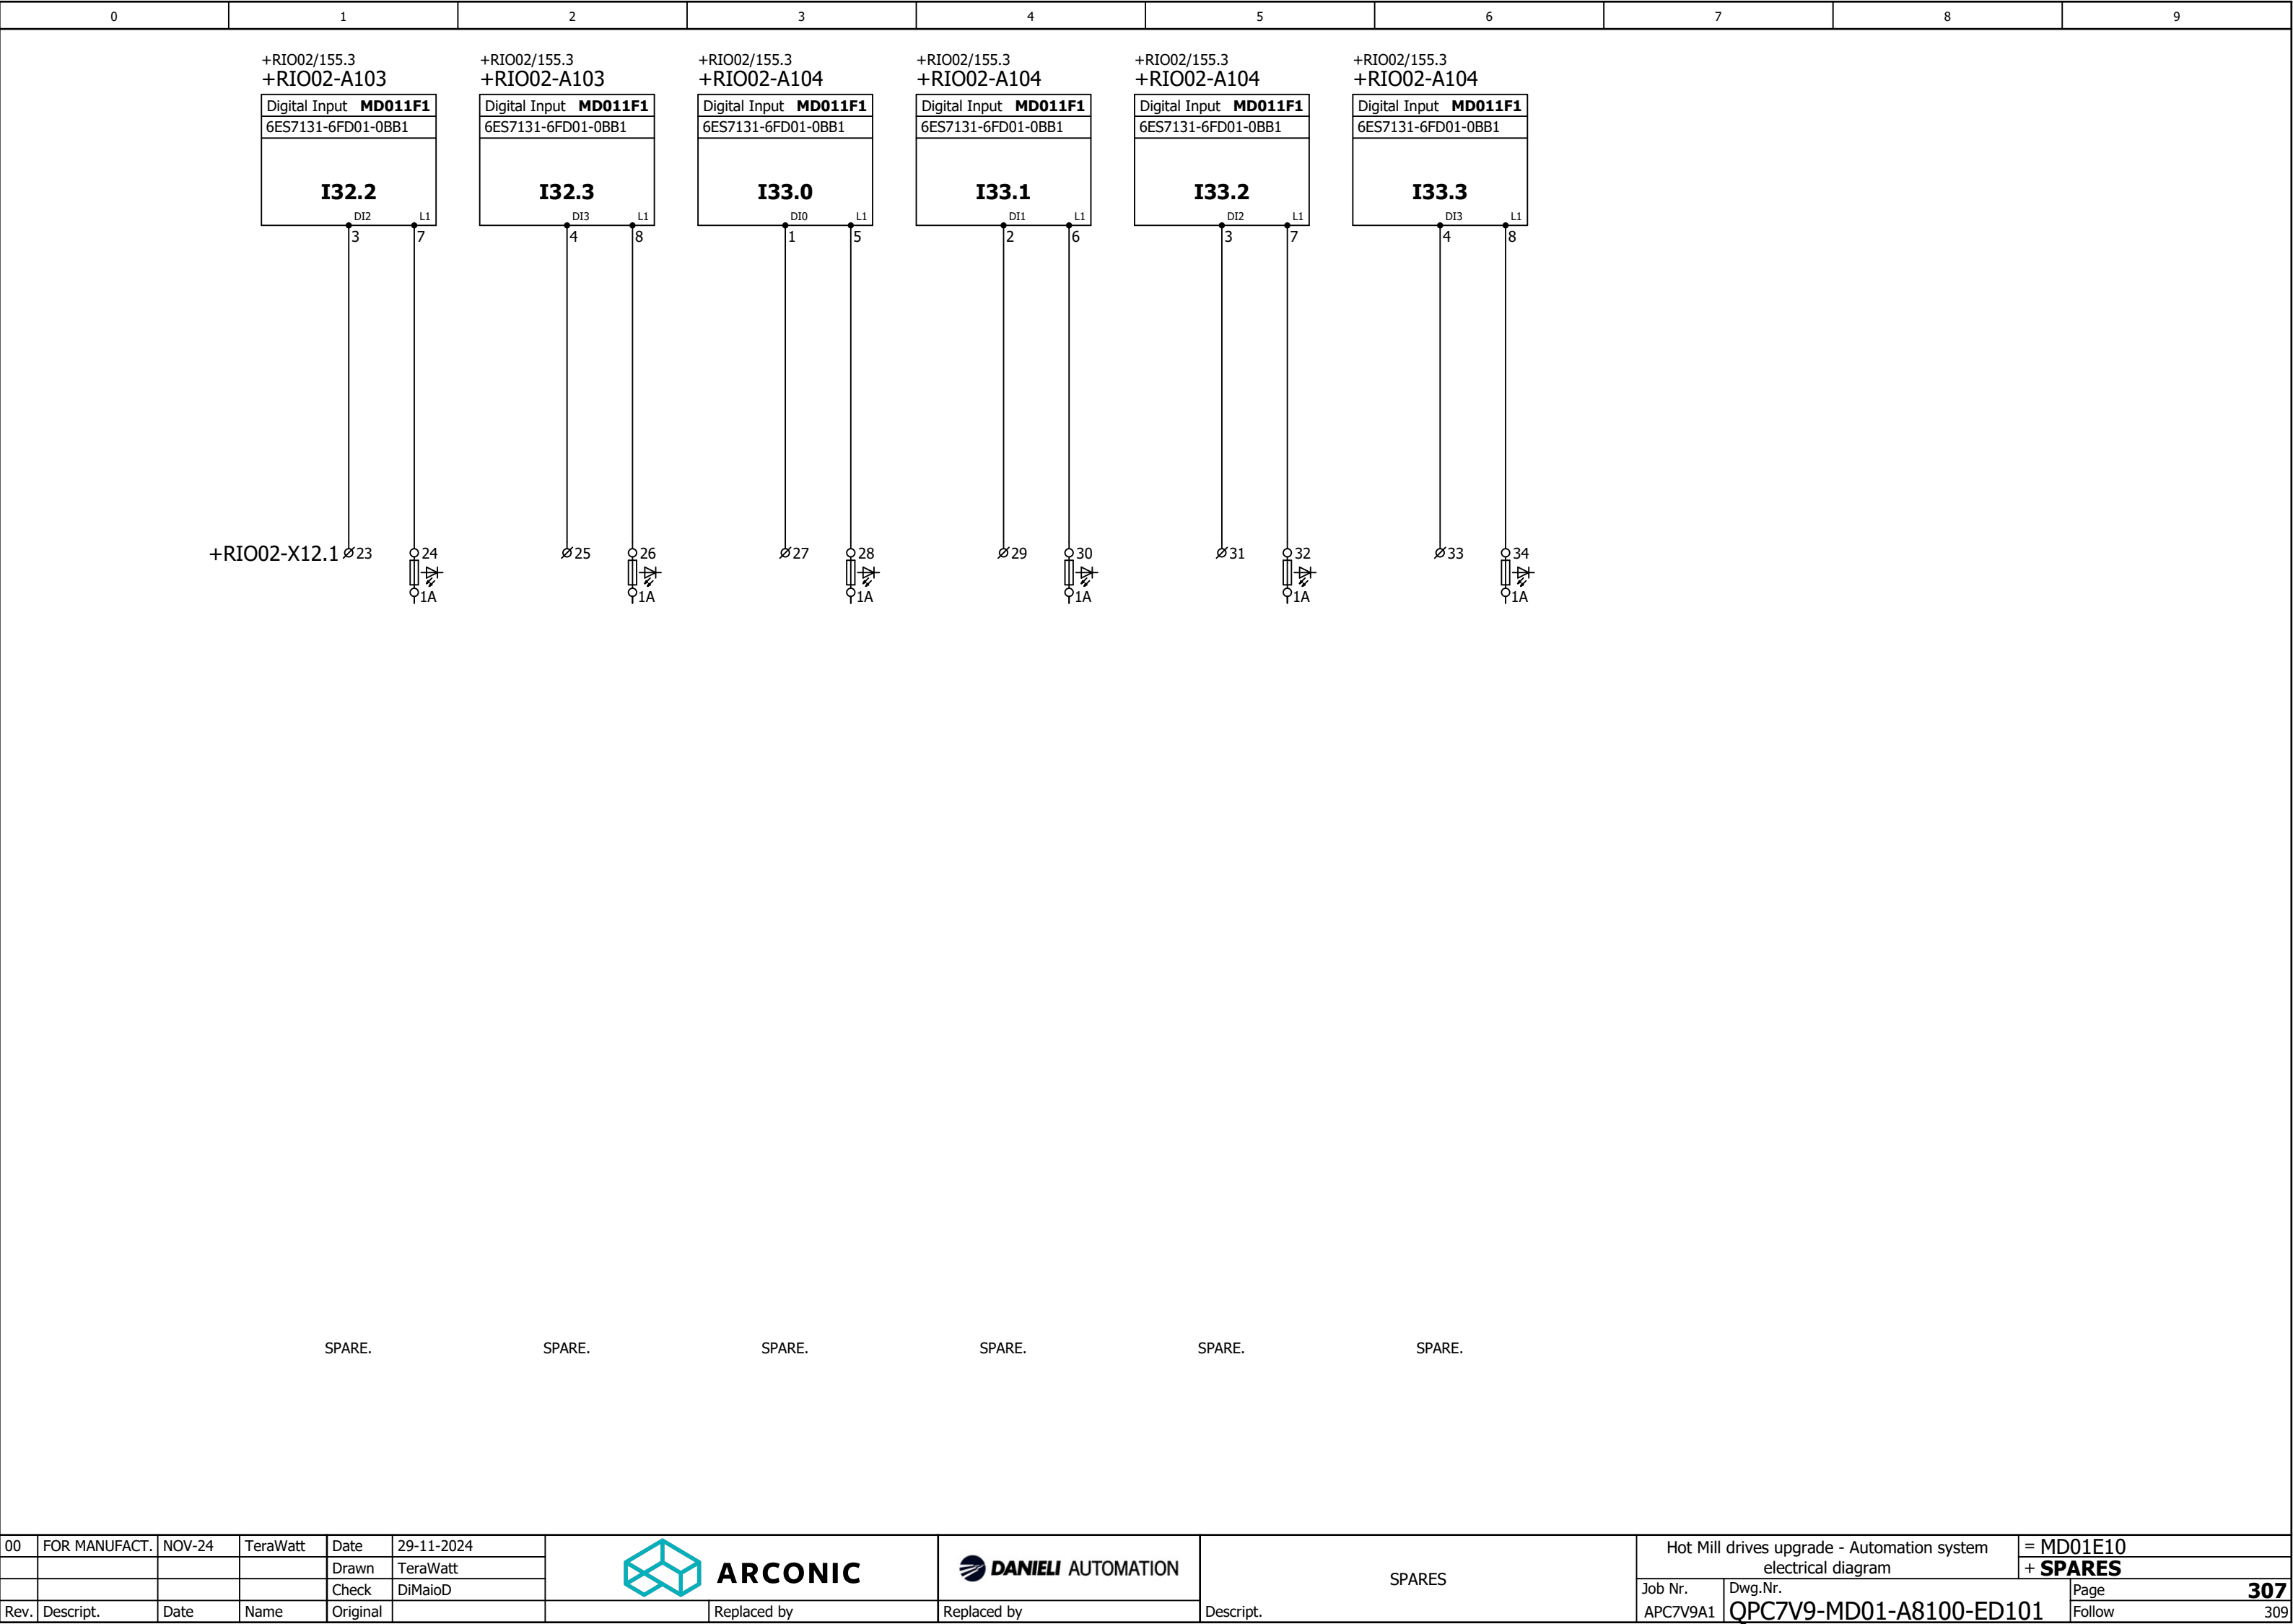 0 1 2 3 4 5 6 7 8 9
+RIO02/155.3 +RIO02/155.3 +RIO02/155.3 +RIO02/155.3 +RIO02/155.3 +RIO02/155.3
+RIO02-A103 +RIO02-A103 +RIO02-A104 +RIO02-A104 +RIO02-A104 +RIO02-A104
Digital Input MD011F1 Digital Input MD011F1 Digital Input MD011F1 Digital Input MD011F1 Digital Input MD011F1 Digital Input MD011F1
6ES7131-6FD01-0BB1 6ES7131-6FD01-0BB1 6ES7131-6FD01-0BB1 6ES7131-6FD01-0BB1 6ES7131-6FD01-0BB1 6ES7131-6FD01-0BB1
I32.2 I32.3 I33.0 I33.1 I33.2 I33.3
DI2 L1 DI3 L1 DI0 L1 DI1 L1 DI2 L1 DI3 L1
3 7 4 8 1 5 2 6 3 7 4 8
+RIO02-X12.1 23 24 25 26 27 28 29 30 31 32 33 34
1A 1A 1A 1A 1A 1A
SPARE. SPARE. SPARE. SPARE. SPARE. SPARE.
00 FOR MANUFACT. NOV-24 TeraWatt Date 29-11-2024
Drawn TeraWatt
Check DiMaioD
Rev. Descript. Date Name Original
ARCONIC
Replaced by
DANIELI AUTOMATION
Replaced by
SPARES
Descript.
Hot Mill drives upgrade - Automation system
electrical diagram
= MD01E10
+ SPARES
Job Nr. Dwg.Nr. Page 307
APC7V9A1 QPC7V9-MD01-A8100-ED101 Follow 309